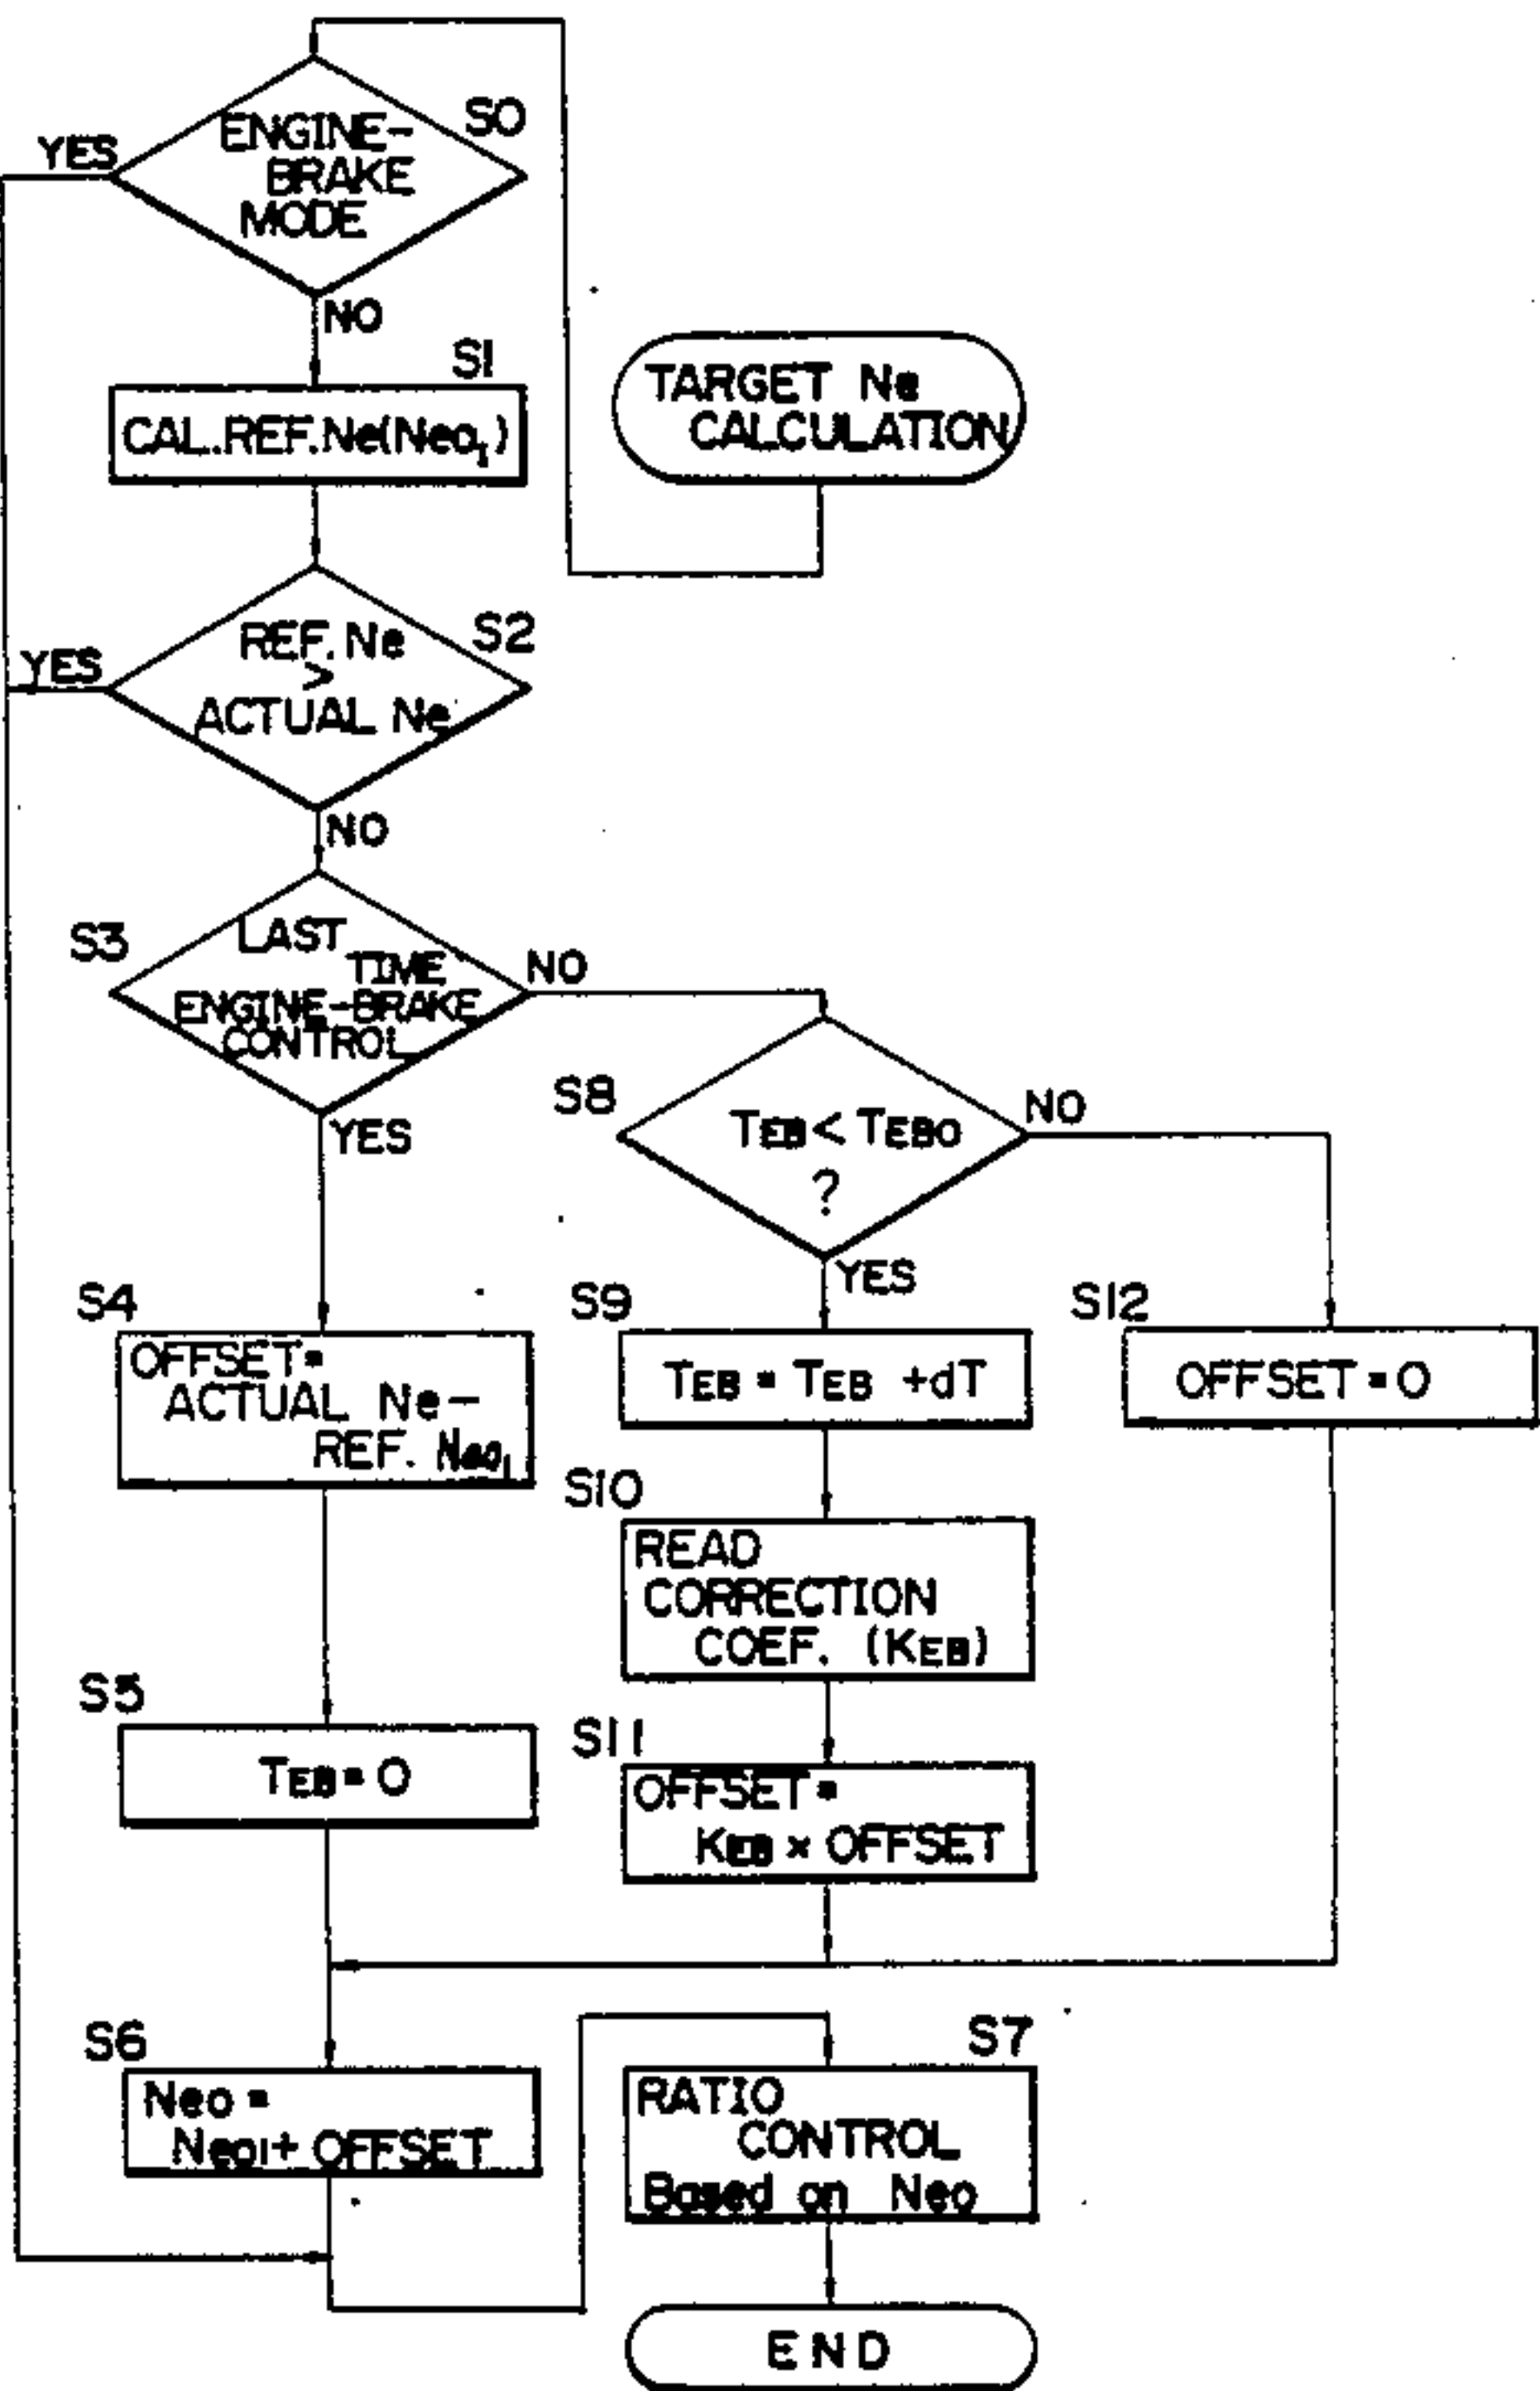 S0
ENGINE-
BRAKE
MODE
YES
NO
S1
CAL.REF.Ne(Neo1)
TARGET Ne
CALCULATION
S2
REF.Ne
>
ACTUAL Ne
YES
NO
S3
LAST
TIME
ENGINE-BRAKE
CONTROL
NO
YES
S8
TEB < TEBO
?
NO
YES
S4
OFFSET=
ACTUAL Ne-
REF. Neo1
S9
TEB = TEB +dT
S12
OFFSET=0
S10
READ
CORRECTION
COEF. (KEB)
S5
TEB=0
S11
OFFSET=
KEB x OFFSET
S6
Neo =
Neo1+ OFFSET
S7
RATIO
CONTROL
Based on Neo
END